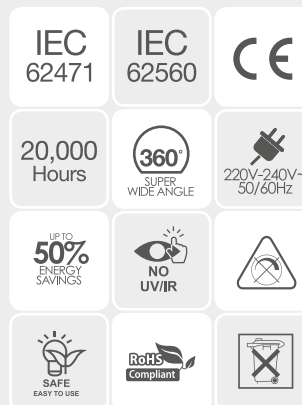 IEC
62471
IEC
62560
CE
20,000
Hours
360°
SUPER
WIDE ANGLE
220V-240V~
50/60Hz
UP TO
50%
ENERGY
SAVINGS
NO
UV/IR
SAFE
EASY TO USE
RoHS
Compliant